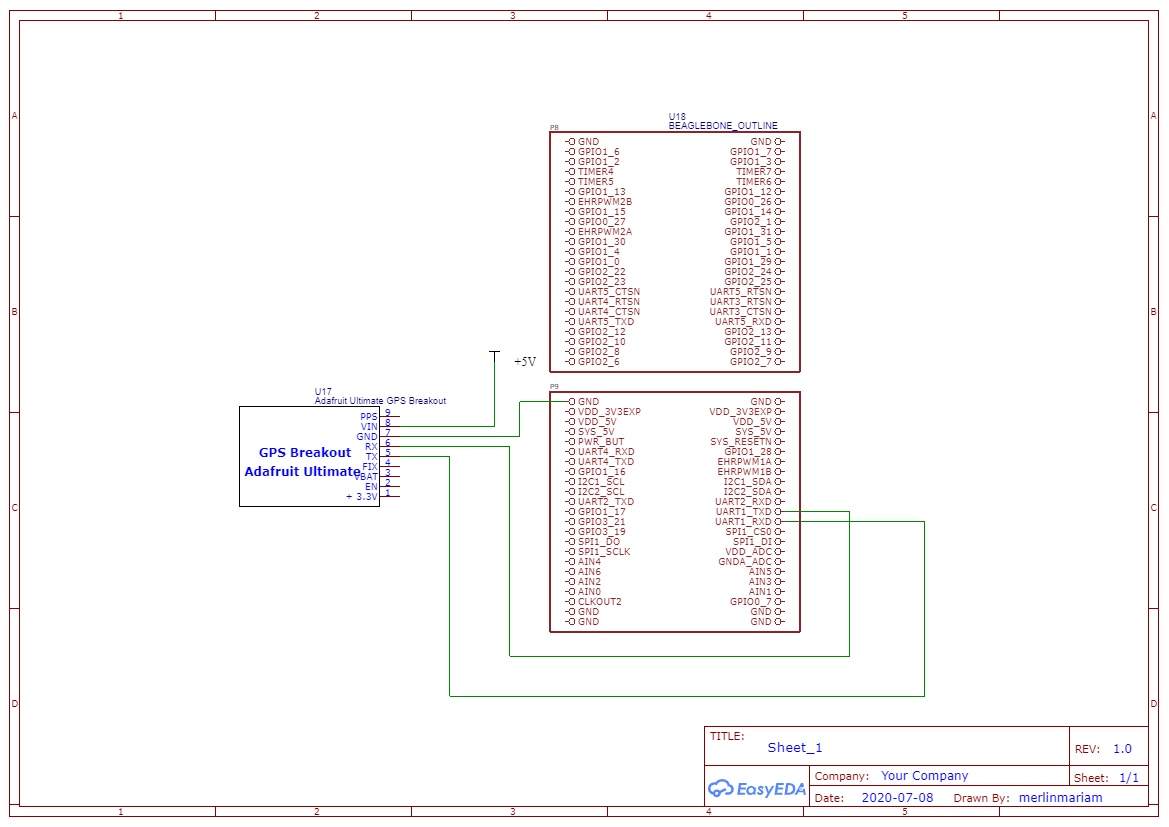 1 2 3 4 5
A A
U18
BEAGLEBONE_OUTLINE
P8
GND GND
GPIO1_6 GPIO1_7
GPIO1_2 GPIO1_3
TIMER4 TIMER7
TIMER5 TIMER6
GPIO1_13 GPIO1_12
EHRPWM2B GPIO0_26
GPIO1_15 GPIO1_14
GPIO0_27 GPIO2_1
EHRPWM2A GPIO1_31
GPIO1_30 GPIO1_5
GPIO1_4 GPIO1_1
GPIO1_0 GPIO1_29
GPIO2_22 GPIO2_24
GPIO2_23 GPIO2_25
UART5_CTSN UART5_RTSN
UART4_RTSN UART3_RTSN
UART4_CTSN UART3_CTSN
UART5_TXD UART5_RXD
GPIO2_12 GPIO2_13
GPIO2_10 GPIO2_11
GPIO2_8 GPIO2_9
GPIO2_6 GPIO2_7
B B
+5V
P9
GND GND
VDD_3V3EXP VDD_3V3EXP
VDD_5V VDD_5V
SYS_5V SYS_5V
PWR_BUT SYS_RESETN
UART4_RXD GPIO1_28
UART4_TXD EHRPWM1A
GPIO1_16 EHRPWM1B
I2C1_SCL I2C1_SDA
I2C2_SCL I2C2_SDA
UART2_TXD UART2_RXD
GPIO1_17 UART1_TXD
GPIO3_21 UART1_RXD
GPIO3_19 SPI1_CS0
SPI1_DO SPI1_DI
SPI1_SCLK VDD_ADC
AIN4 GNDA_ADC
AIN6 AIN5
AIN2 AIN3
AIN0 AIN1
CLKOUT2 GPIO0_7
GND GND
GND GND
U17
Adafruit Ultimate GPS Breakout
GPS Breakout
Adafruit Ultimate
PPS 9
VIN 8
GND 7
RX 6
TX 5
FIX 4
VBAT 3
EN 2
+ 3.3V 1
C C
D D
TITLE:
Sheet_1
REV: 1.0
EasyEDA
Company: Your Company
Sheet: 1/1
Date: 2020-07-08 Drawn By: merlinmariam
1 2 3 4 5